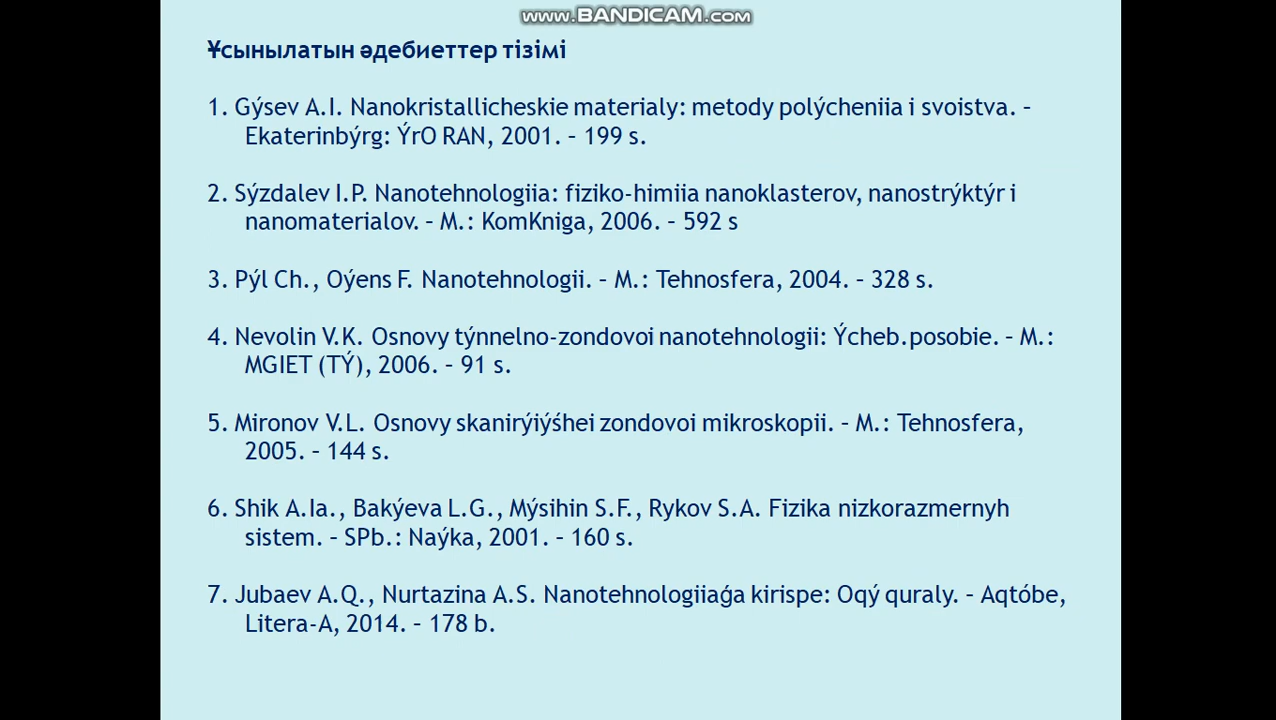 www.BANDICAM.com
Ұсынылатын әдебиеттер тізімі
1. Gýsev A.I. Nanokristallicheskie materialy: metody polýcheniia i svoistva. –
Ekaterinbýrg: ÝrO RAN, 2001. – 199 s.
2. Sýzdalev I.P. Nanotehnologiia: fiziko-himiia nanoklasterov, nanostrýktýr i
nanomaterialov. – M.: KomKniga, 2006. – 592 s
3. Pýl Ch., Oýens F. Nanotehnologii. – M.: Tehnosfera, 2004. – 328 s.
4. Nevolin V.K. Osnovy týnnelno-zondovoi nanotehnologii: Ýcheb.posobie. – M.:
MGIET (TÝ), 2006. – 91 s.
5. Mironov V.L. Osnovy skanirýiýśhei zondovoi mikroskopii. – M.: Tehnosfera,
2005. – 144 s.
6. Shik A.Ia., Bakýeva L.G., Mýsihin S.F., Rykov S.A. Fizika nizkorazmernyh
sistem. – SPb.: Naýka, 2001. – 160 s.
7. Jubaev A.Q., Nurtazina A.S. Nanotehnologiiaǵa kirispe: Oqý quraly. – Aqtóbe,
Litera-A, 2014. – 178 b.